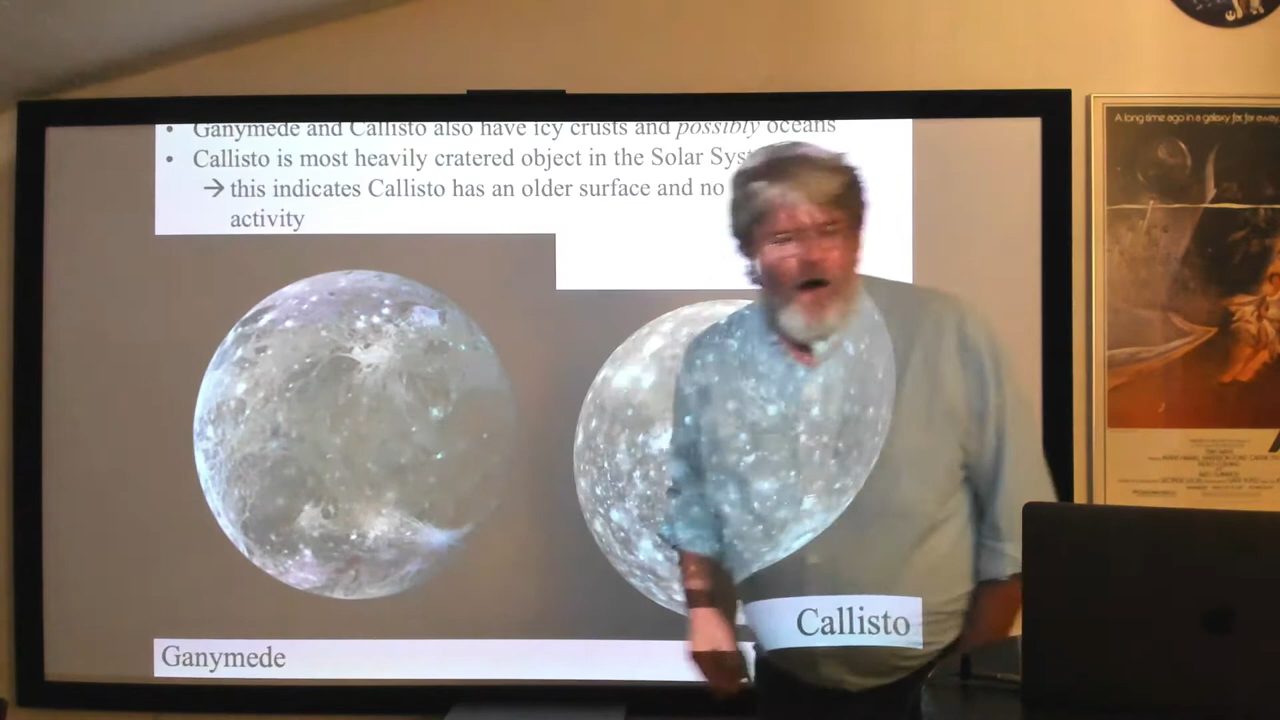 • Ganymede and Callisto also have icy crusts and possibly oceans
• Callisto is most heavily cratered object in the Solar
→ this indicates Callisto has an older surface and no
activity
Callisto
Ganymede
A long time ago in a galaxy far, far away...